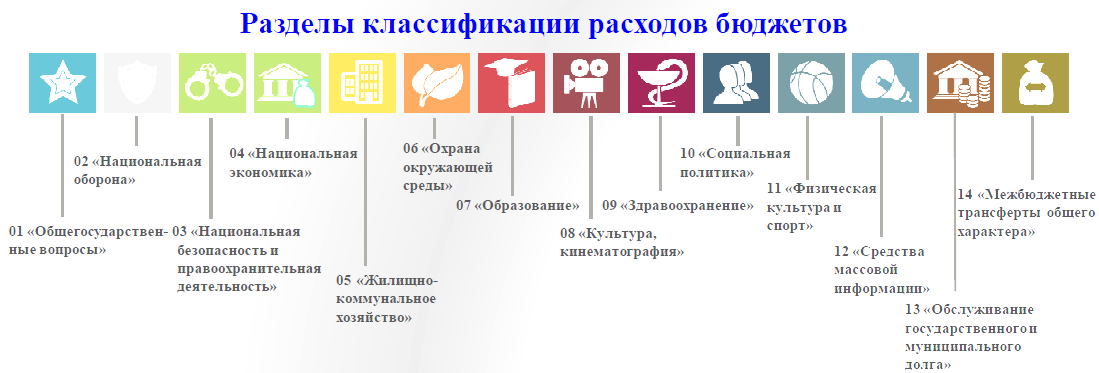 Разделы классификации расходов бюджетов
01 «Общегосударствен-
ные вопросы»
02 «Национальная
оборона»
03 «Национальная
безопасность и
правоохранительная
деятельность»
04 «Национальная
экономика»
05 «Жилищно-
коммунальное
хозяйство»
06 «Охрана
окружающей
среды»
07 «Образование»
08 «Культура,
кинематография»
09 «Здравоохранение»
10 «Социальная
политика»
11 «Физическая
культура и
спорт»
12 «Средства
массовой
информации»
13 «Обслуживание
государственного и
муниципального
долга»
14 «Межбюджетные
трансферты общего
характера»